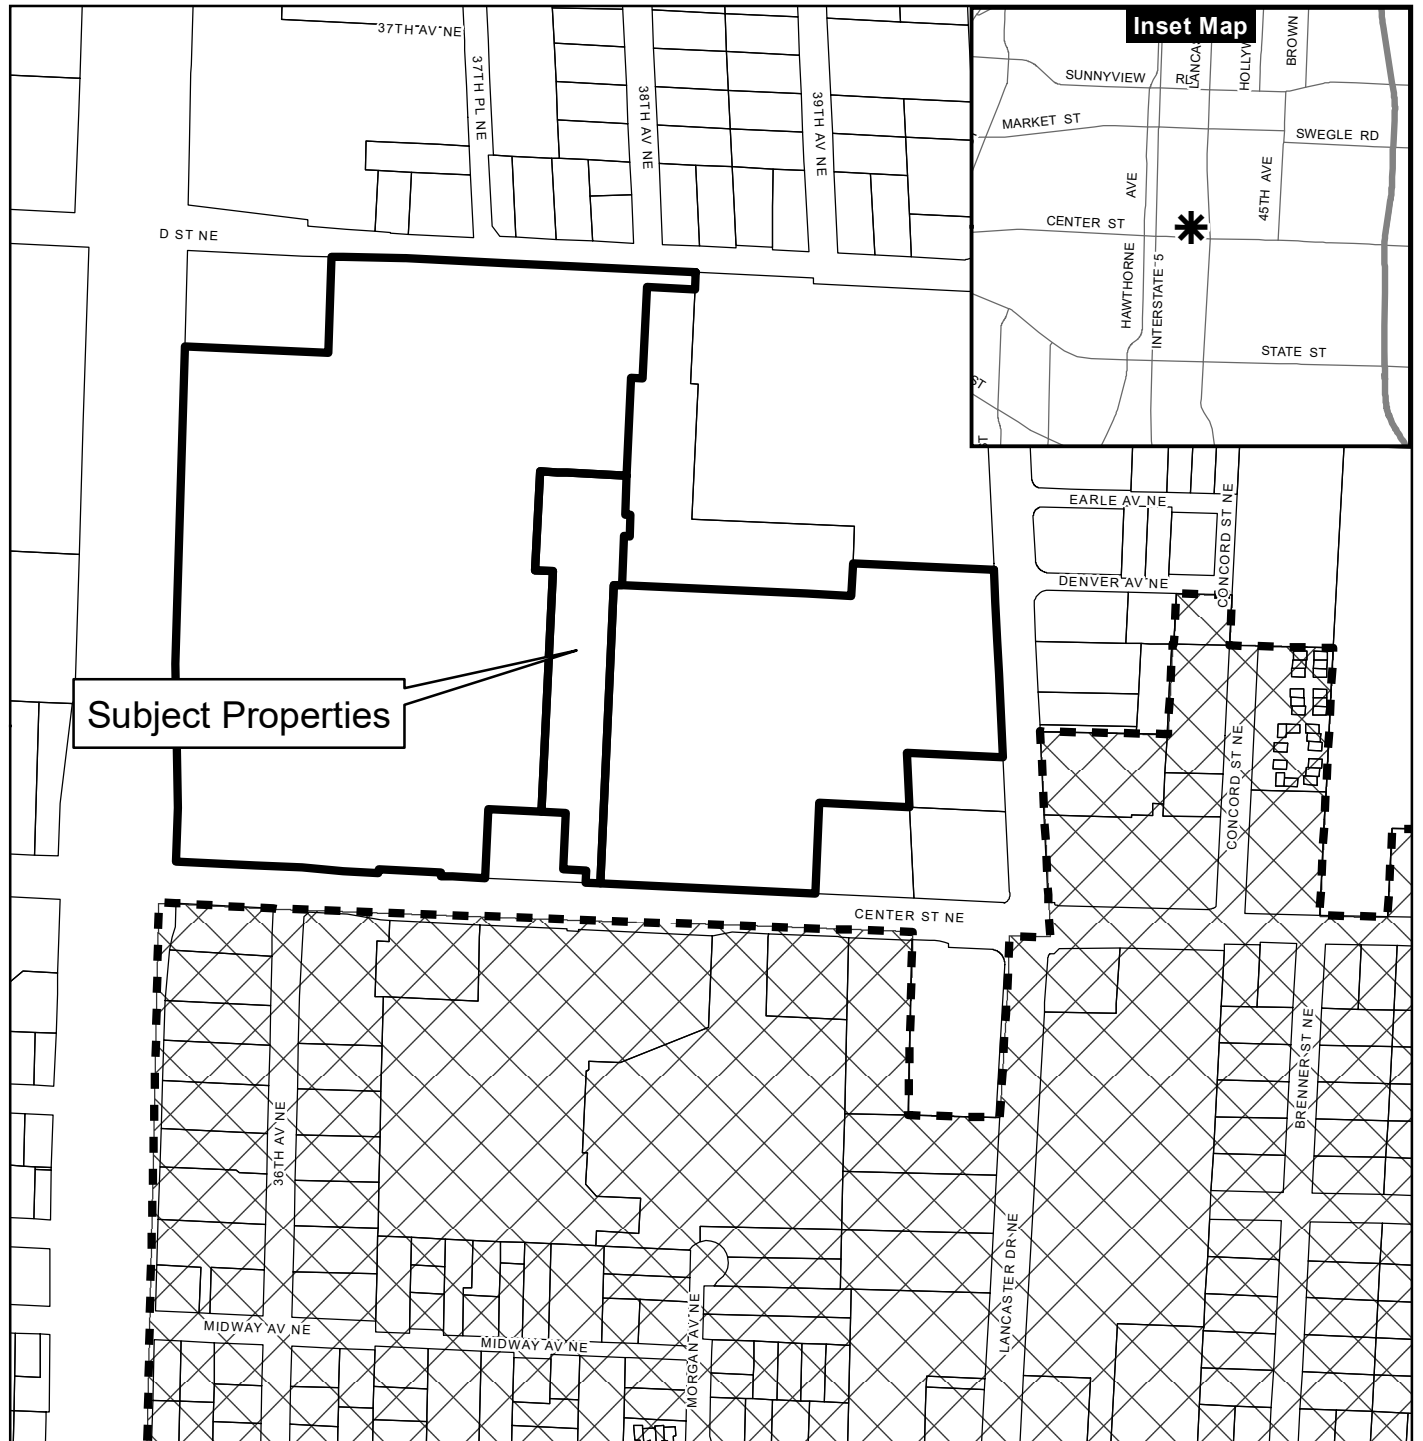 37TH AV NE
37TH PL NE
38TH AV NE
39TH AV NE
D ST NE
Inset Map
LANCAS
HOLLYW
BROWN
SUNNYVIEW RD
MARKET ST
SWEGLE RD
AVE
45TH AVE
CENTER ST
HAWTHORNE
INTERSTATE 5
STATE ST
ST
ST
EARLE AV NE
CONCORD ST NE
DENVER AV NE
Subject Properties
CONCORD ST NE
CENTER ST NE
36TH AV NE
BRENNER ST NE
LANCASTER DR NE
MIDWAY AV NE
MIDWAY AV NE
MORGAN AV NE